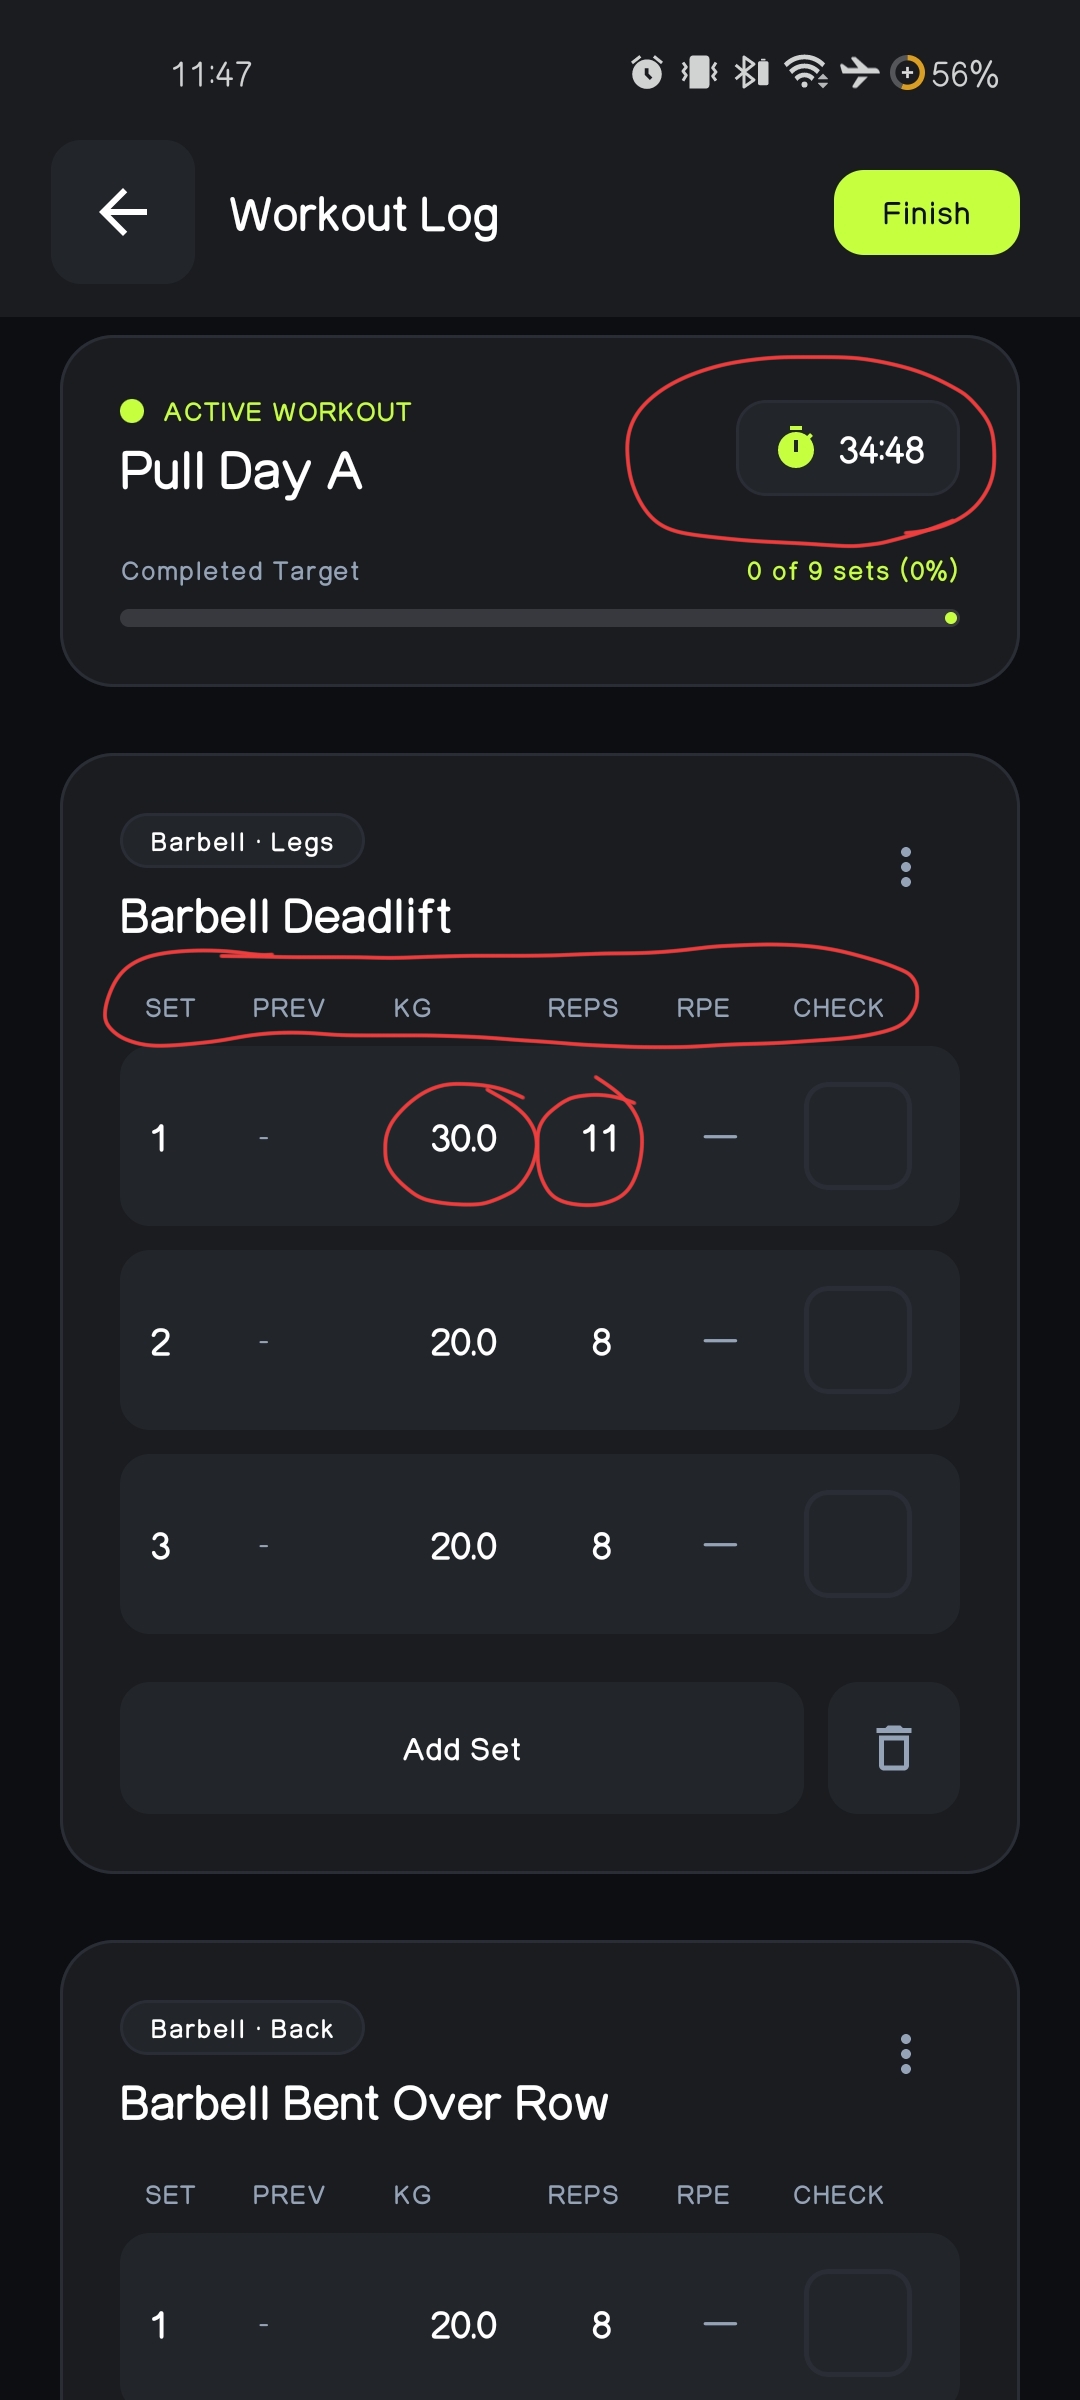 11:47 56%
Workout Log Finish
ACTIVE WORKOUT
Pull Day A 34:48
Completed Target 0 of 9 sets (0%)
Barbell · Legs
Barbell Deadlift
SET PREV KG REPS RPE CHECK
1 - 30.0 11 —
2 - 20.0 8 —
3 - 20.0 8 —
Add Set
Barbell · Back
Barbell Bent Over Row
SET PREV KG REPS RPE CHECK
1 - 20.0 8 —